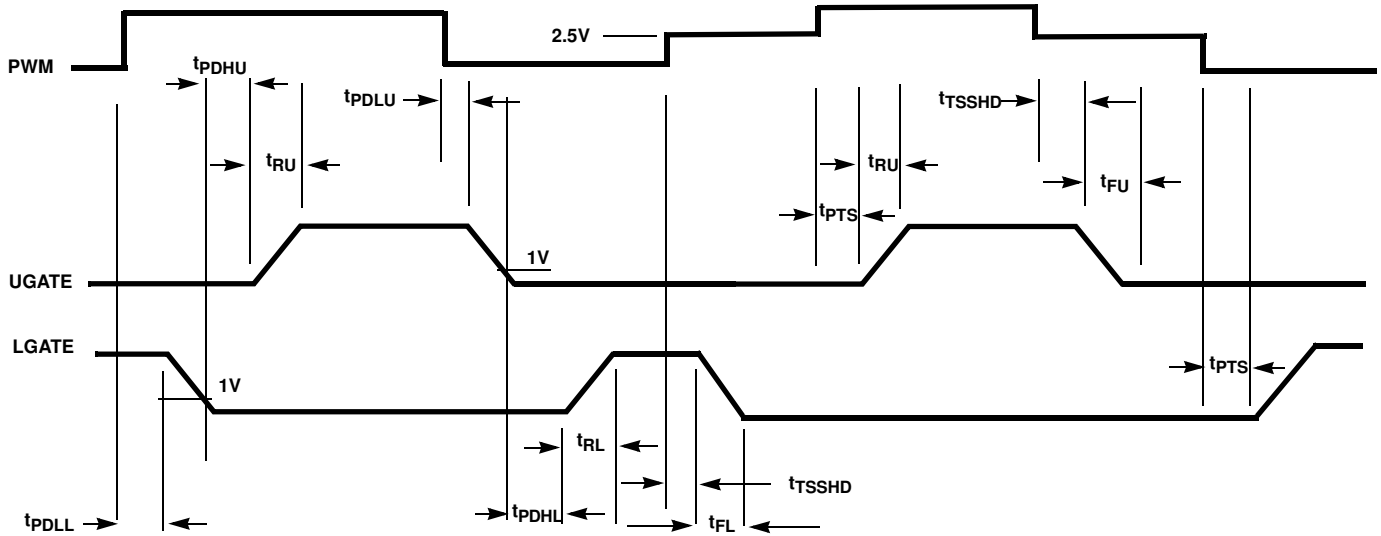 2.5V
PWM
tPDHU
tPDLU
tTSSHD
tRU
tRU
tFU
tPTS
1V
UGATE
LGATE
tPTS
1V
tRL
tTSSHD
tPDLL
tPDHL
tFL